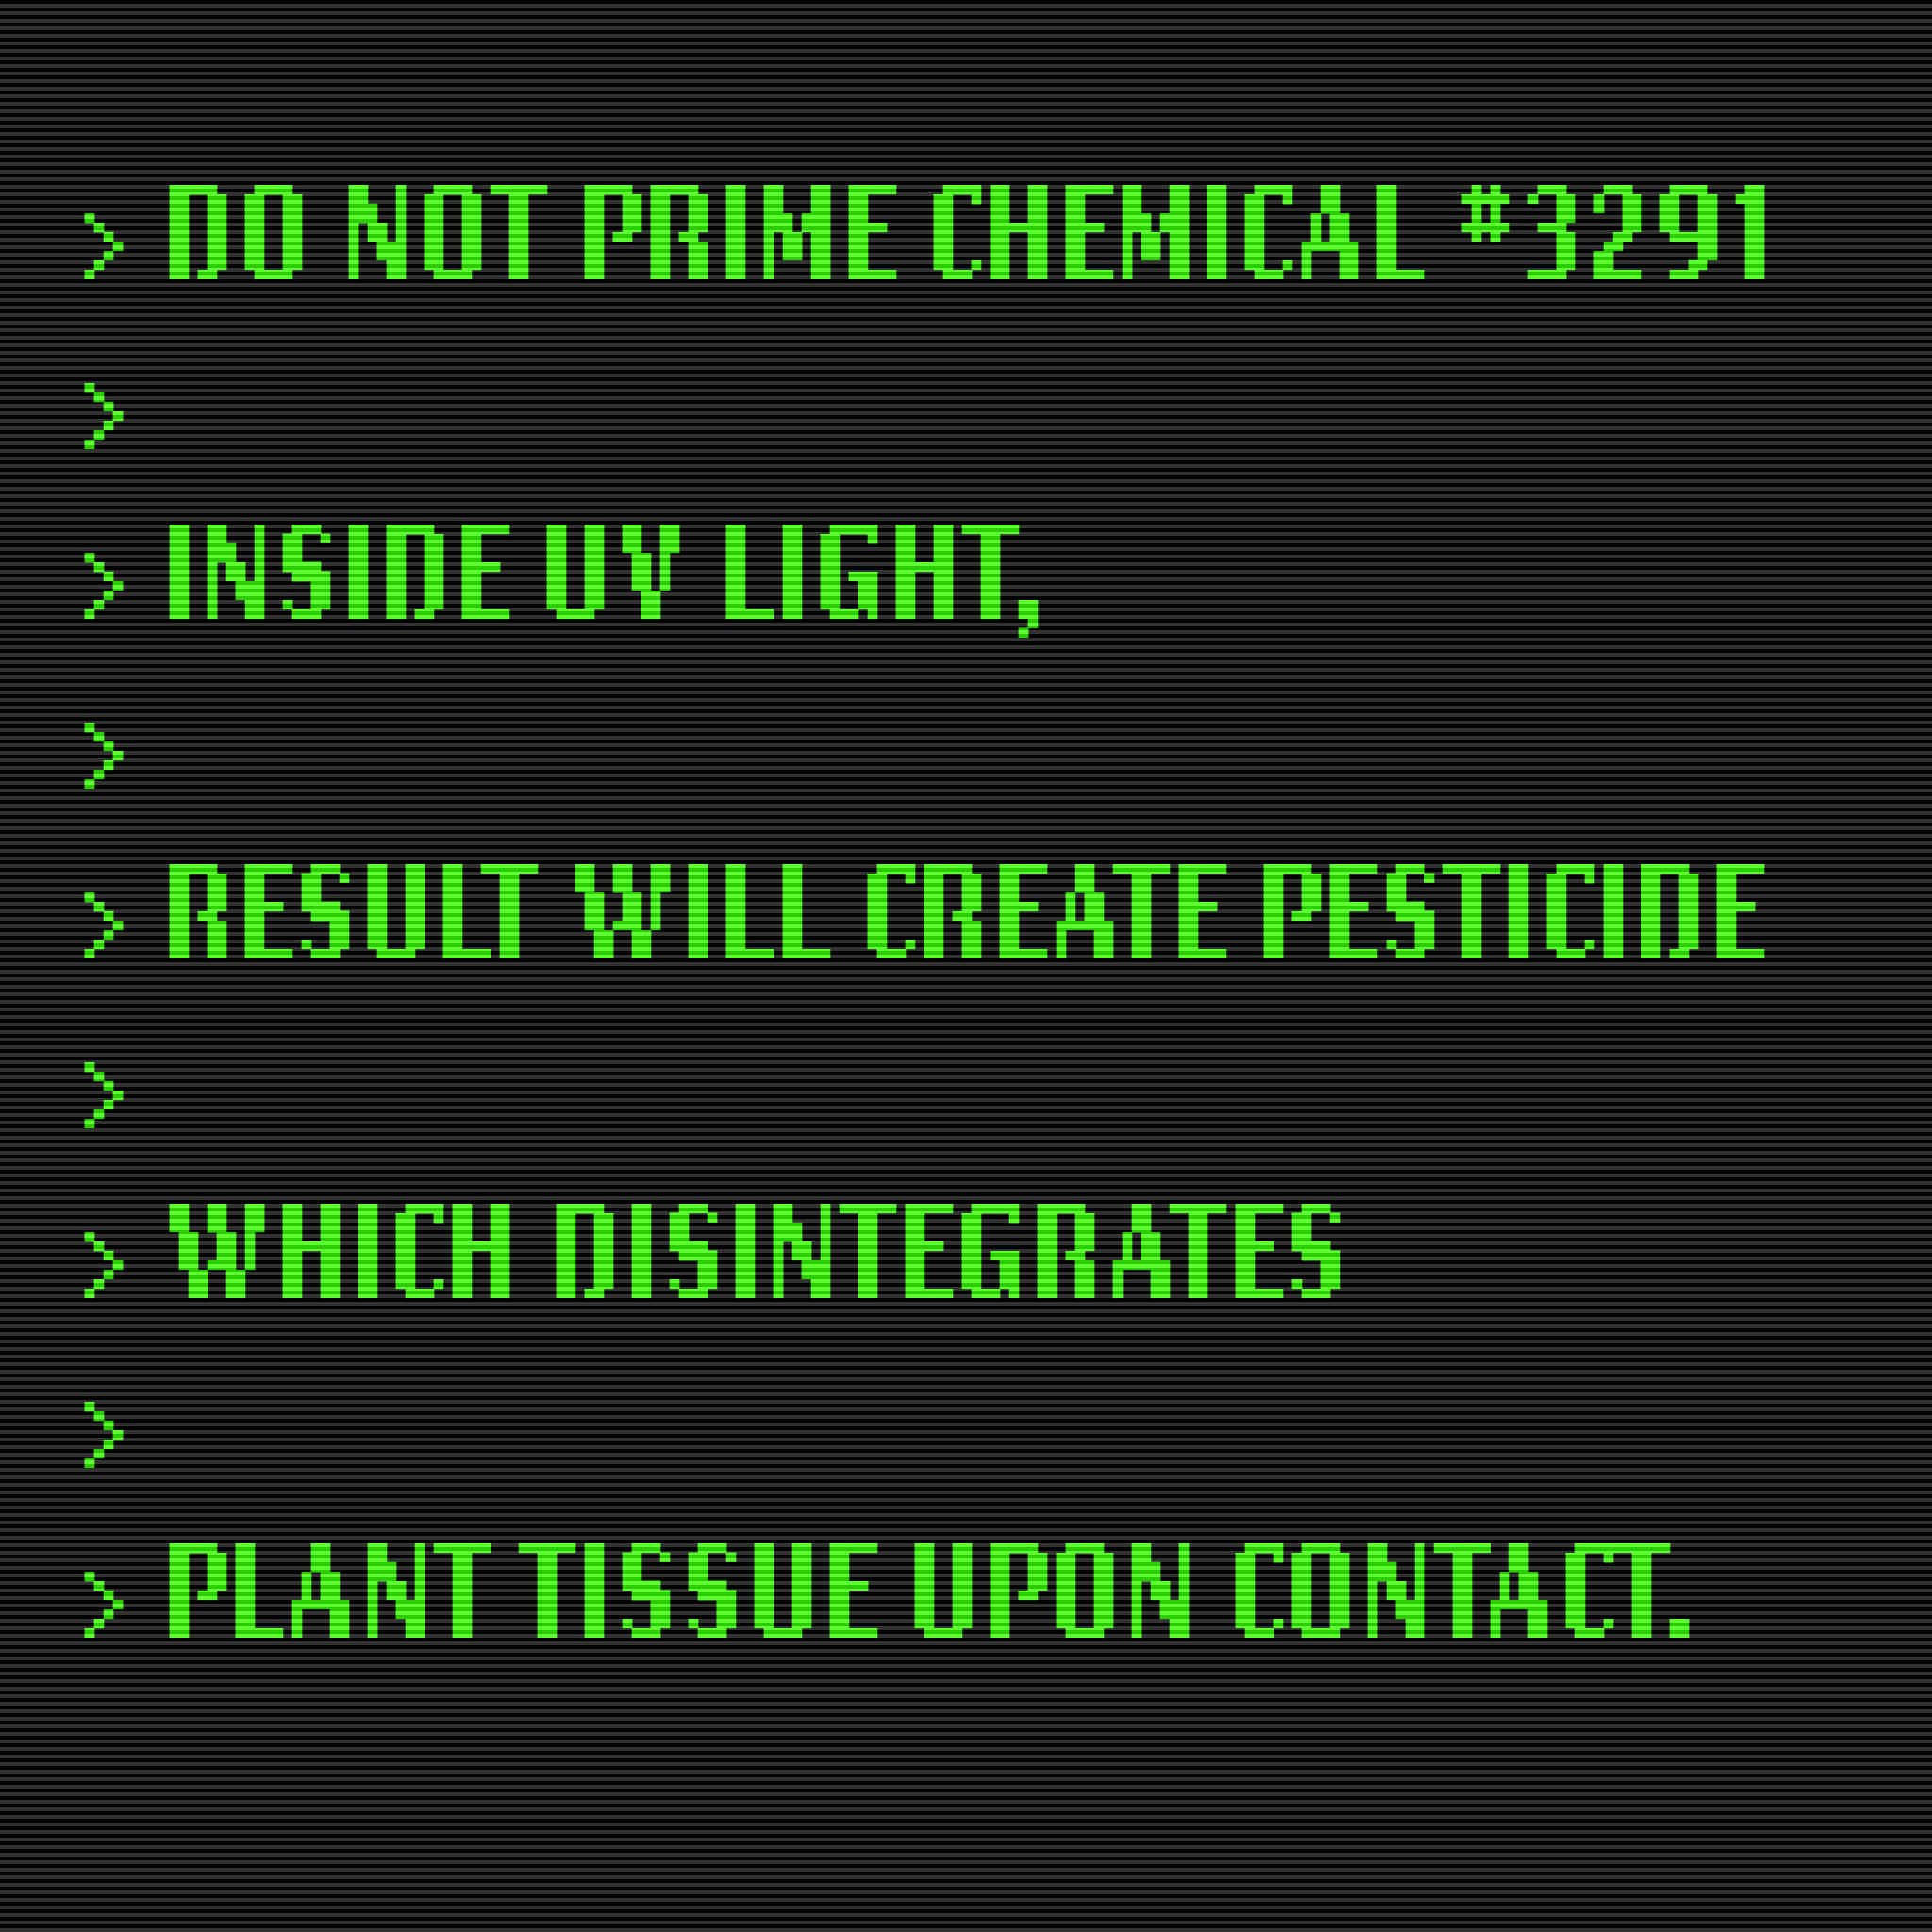 > DO NOT PRIME CHEMICAL #3291
>
> INSIDE UV LIGHT,
>
> RESULT WILL CREATE PESTICIDE
>
> WHICH DISINTEGRATES
>
> PLANT TISSUE UPON CONTACT.